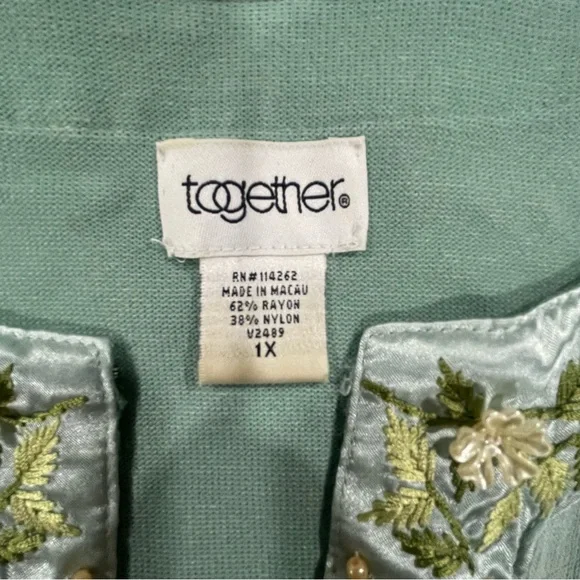 together®
RN#114262
MADE IN MACAU
62% RAYON
38% NYLON
V2489
1X